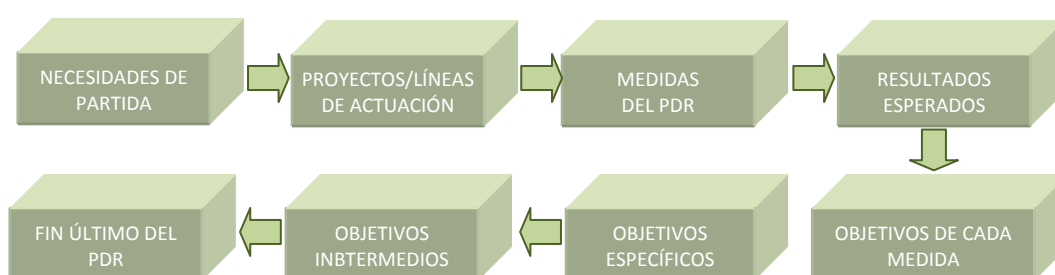 NECESIDADES DE
PARTIDA
PROYECTOS/LÍNEAS
DE ACTUACIÓN
MEDIDAS
DEL PDR
RESULTADOS
ESPERADOS
OBJETIVOS DE CADA
MEDIDA
OBJETIVOS
ESPECÍFICOS
OBJETIVOS
INBTERMEDIOS
FIN ÚLTIMO DEL
PDR